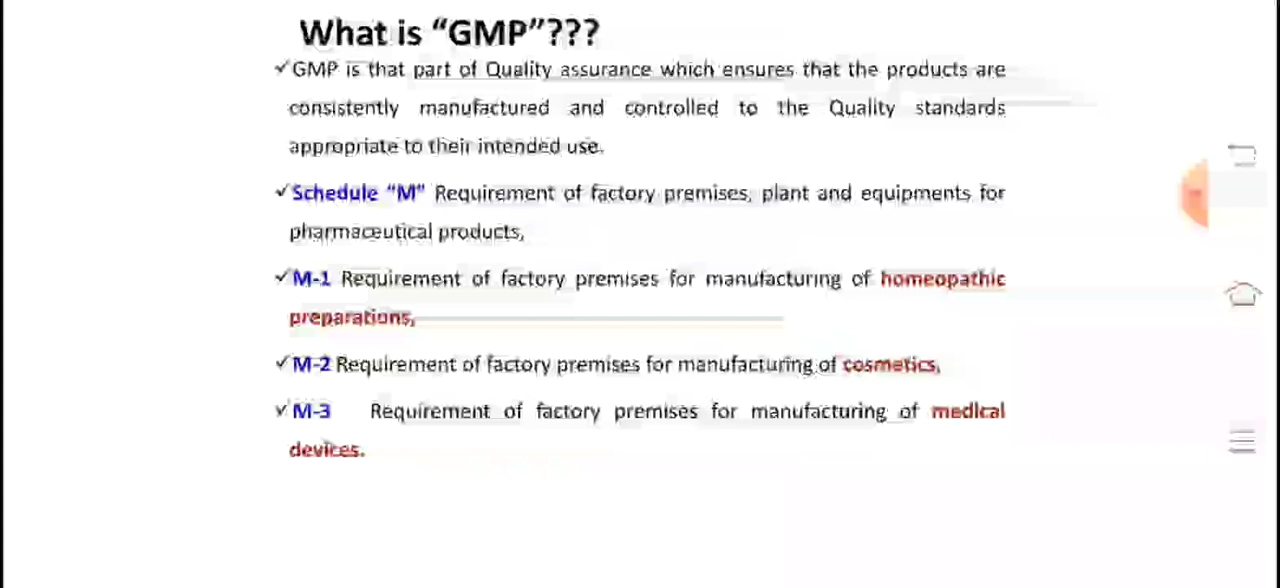 What is “GMP”???
✓GMP is that part of Quality assurance which ensures that the products are
consistently manufactured and controlled to the Quality standards
appropriate to their intended use.
✓Schedule “M” Requirement of factory premises, plant and equipments for
pharmaceutical products,
✓M-1 Requirement of factory premises for manufacturing of homeopathic
preparations,
✓M-2 Requirement of factory premises for manufacturing of cosmetics,
✓M-3 Requirement of factory premises for manufacturing of medical
devices.